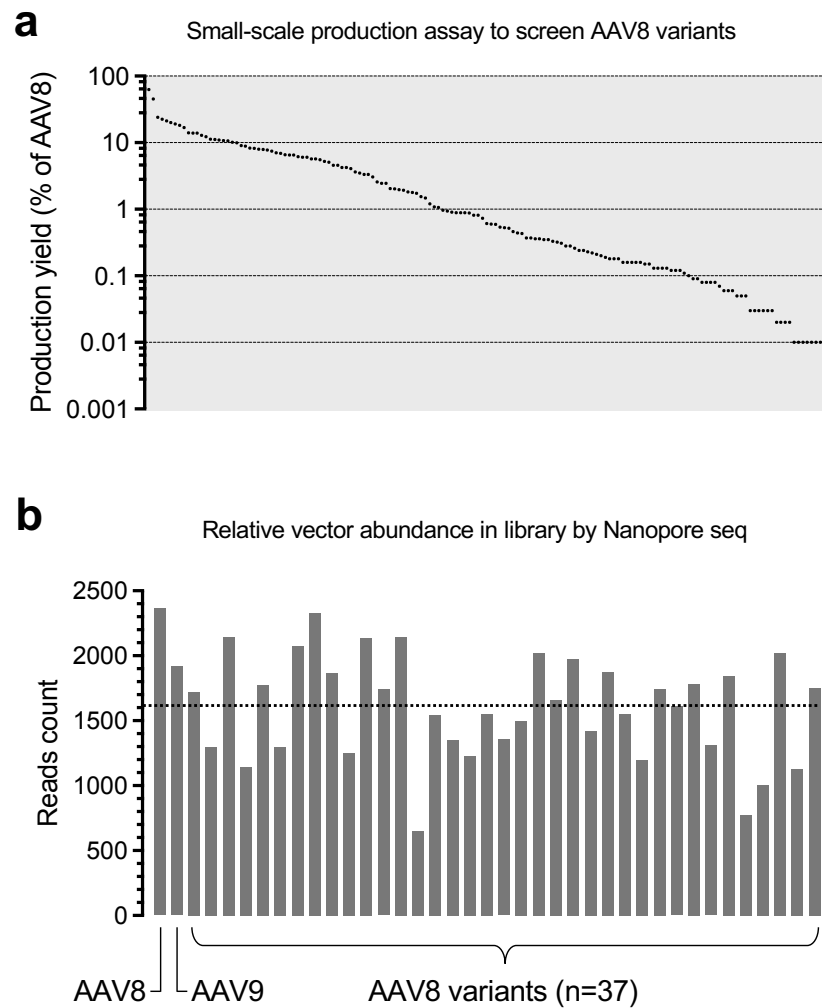 a
Small-scale production assay to screen AAV8 variants
Production yield (% of AAV8)
100
10
1
0.1
0.01
0.001
b
Relative vector abundance in library by Nanopore seq
Reads count
2500
2000
1500
1000
500
0
AAV8 AAV9 AAV8 variants (n=37)